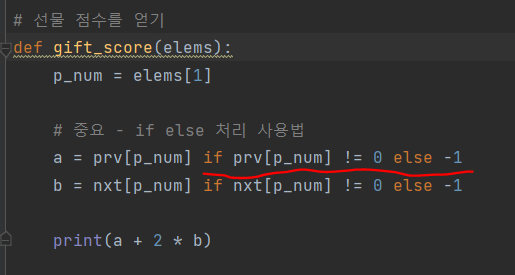 # 선물 점수를 얻기
def gift_score(elems):
p_num = elems[1]
# 중요 - if else 처리 사용법
a = prv[p_num] if prv[p_num] != 0 else -1
b = nxt[p_num] if nxt[p_num] != 0 else -1
print(a + 2 * b)